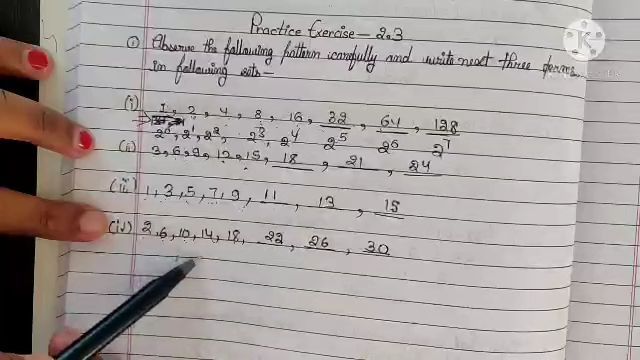 Practice Exercise - 2.3
① Observe the following pattern carefully and write next three terms
in following sets -
(i) 1, 2, 4, 8, 16, 32, 64, 128
2⁰, 2¹, 2², 2³, 2⁴ 2⁵ 2⁶ 2⁷
(ii) 3, 6, 9, 12, 15, 18, 21, 24
(iii) 1, 3, 5, 7, 9, 11, 13, 15
(iv) 2, 6, 10, 14, 18, 22, 26, 30